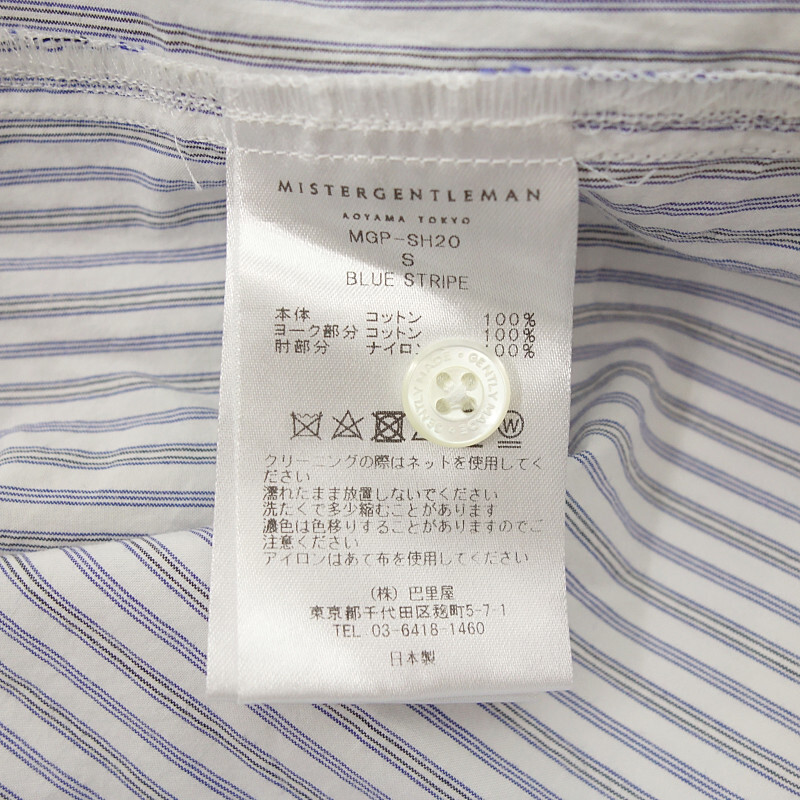 MISTERGENTLEMAN
AOYAMA TOKYO
MGP-SH20
S
BLUE STRIPE
本体 コットン 100%
ヨーク部分 コットン 100%
肘部分 ナイロン 100%
GENTLY MADE • GENTLY MADE
W
クリーニングの際はネットを使用してく
ださい
濡れたまま放置しないでください
洗たくで多少縮むことがあります
濃色は色移りすることがありますのでご
注意ください
アイロンはあて布を使用してください
(株) 巴里屋
東京都千代田区麹町5-7-1
TEL 03-6418-1460
日本製